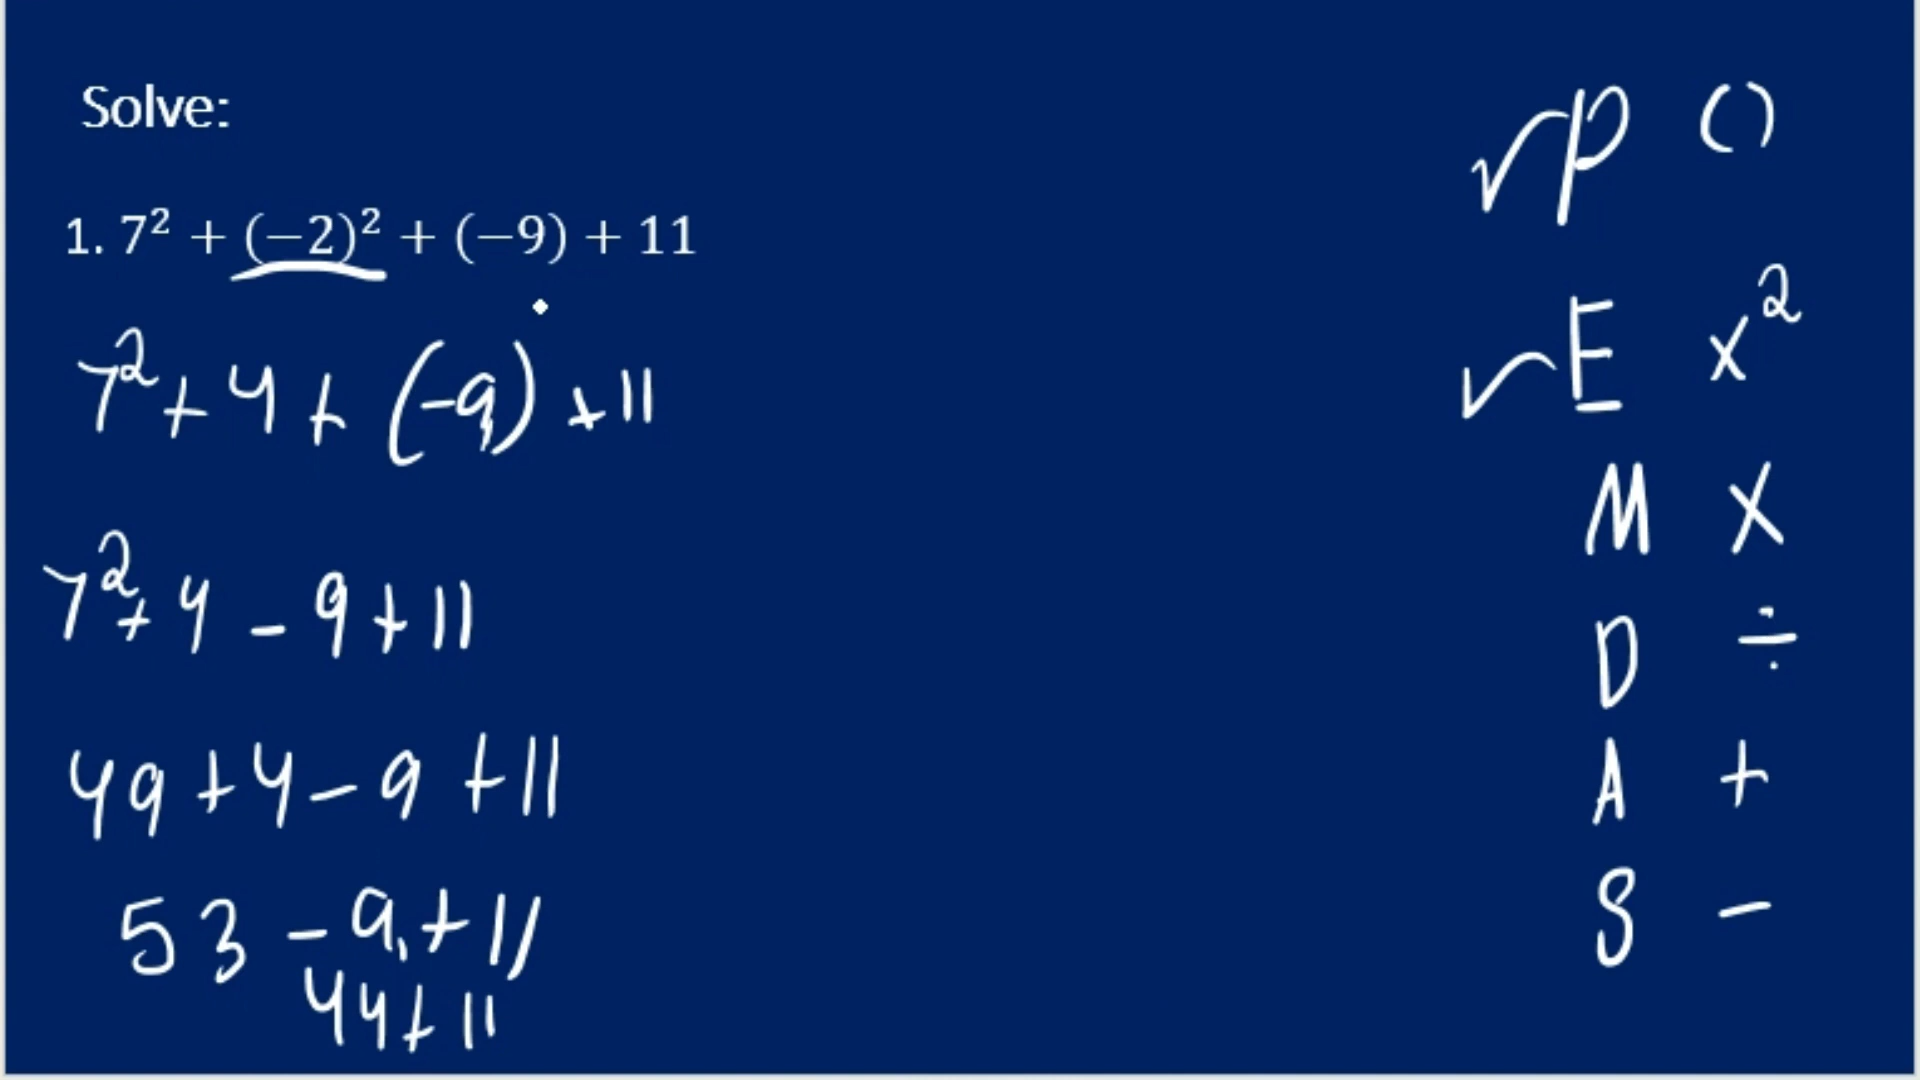 Solve:
1. 7² + (−2)² + (−9) + 11
7² + 4 + (-9) + 11
7² + 4 - 9 + 11
49 + 4 - 9 + 11
53 - 9 + 11
44 + 11
✓P ()
✓E x²
M X
D ÷
A +
S -